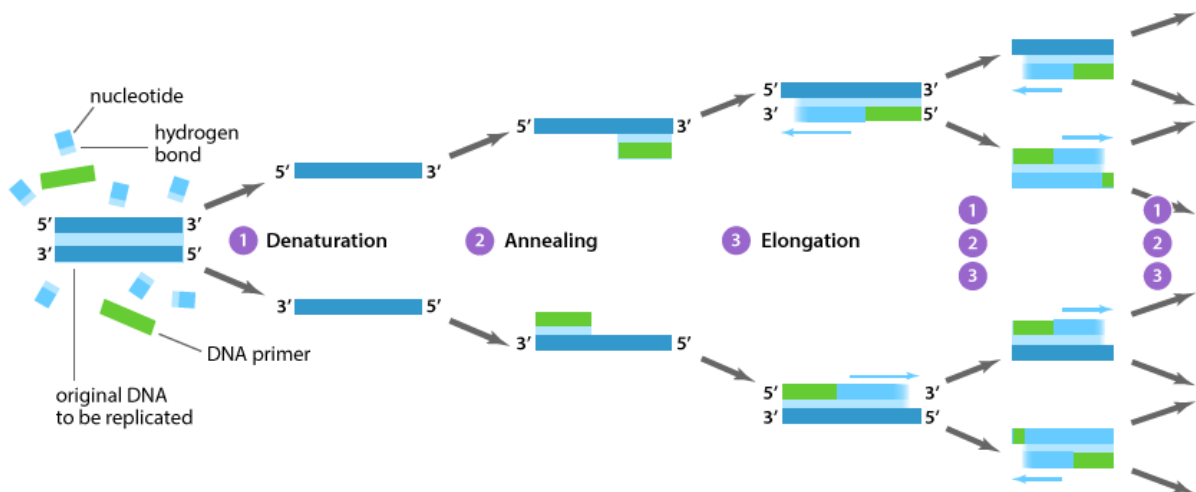 nucleotide
hydrogen
bond
5′ 3′
3′ 5′
DNA primer
original DNA
to be replicated
5′ 3′
1 Denaturation
3′ 5′
5′ 3′
2 Annealing
3′ 5′
5′ 3′
3′ 5′
3 Elongation
5′ 3′
3′ 5′
1
2
3
1
2
3